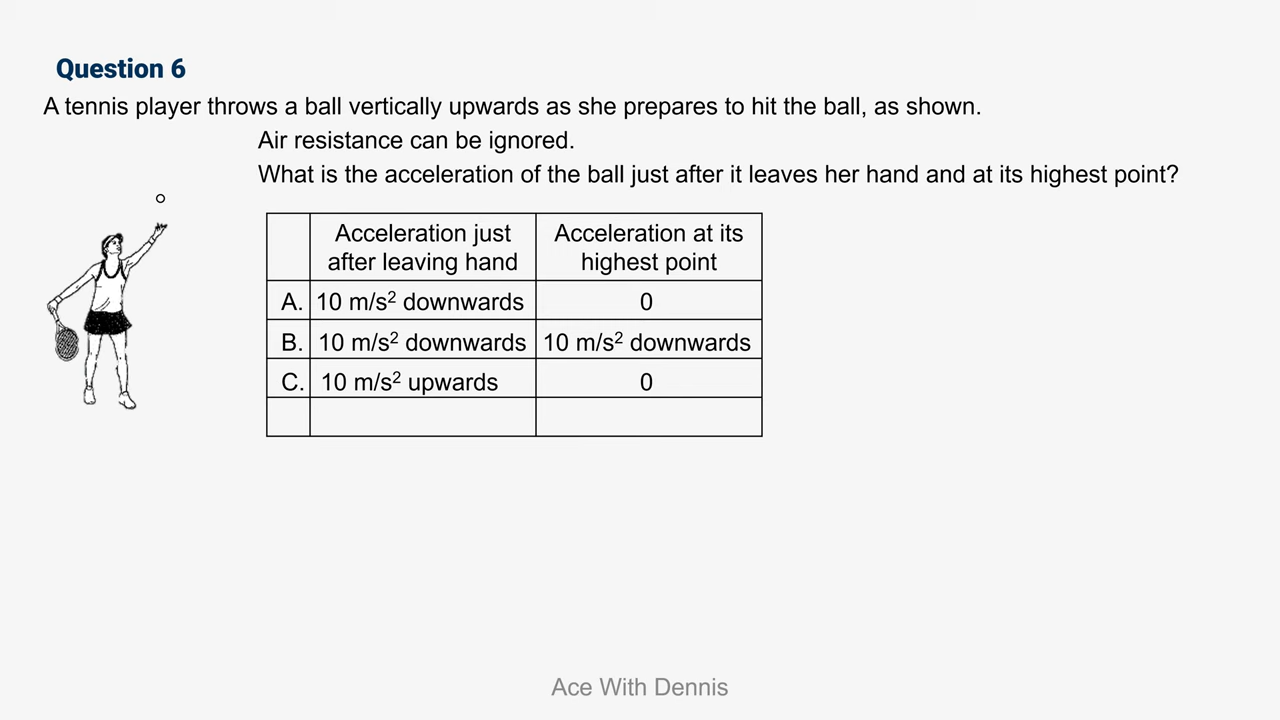 Question 6
A tennis player throws a ball vertically upwards as she prepares to hit the ball, as shown.
Air resistance can be ignored.
What is the acceleration of the ball just after it leaves her hand and at its highest point?
Acceleration just after leaving hand Acceleration at its highest point
A. 10 m/s² downwards 0
B. 10 m/s² downwards 10 m/s² downwards
C. 10 m/s² upwards 0
Ace With Dennis